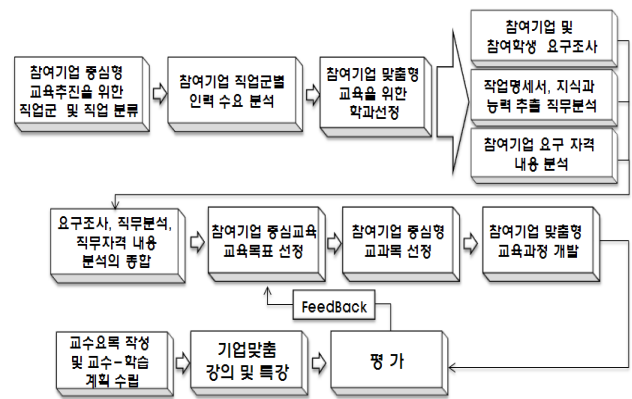 참여기업 중심형
교육추진을 위한
직업군 및 직업 분류
참여기업 직업군별
인력 수요 분석
참여기업 맞춤형
교육을 위한
학과선정
참여기업 및
참여학생 요구조사
작업명세서, 지식과
능력 추출 직무분석
참여기업 요구 자격
내용 분석
요구조사, 직무분석,
직무자격 내용
분석의 종합
참여기업 중심교육
교육목표 선정
참여기업 중심형
교과목 선정
참여기업 맞춤형
교육과정 개발
FeedBack
교수요목 작성
및 교수-학습
계획 수립
기업맞춤
강의 및 특강
평 가